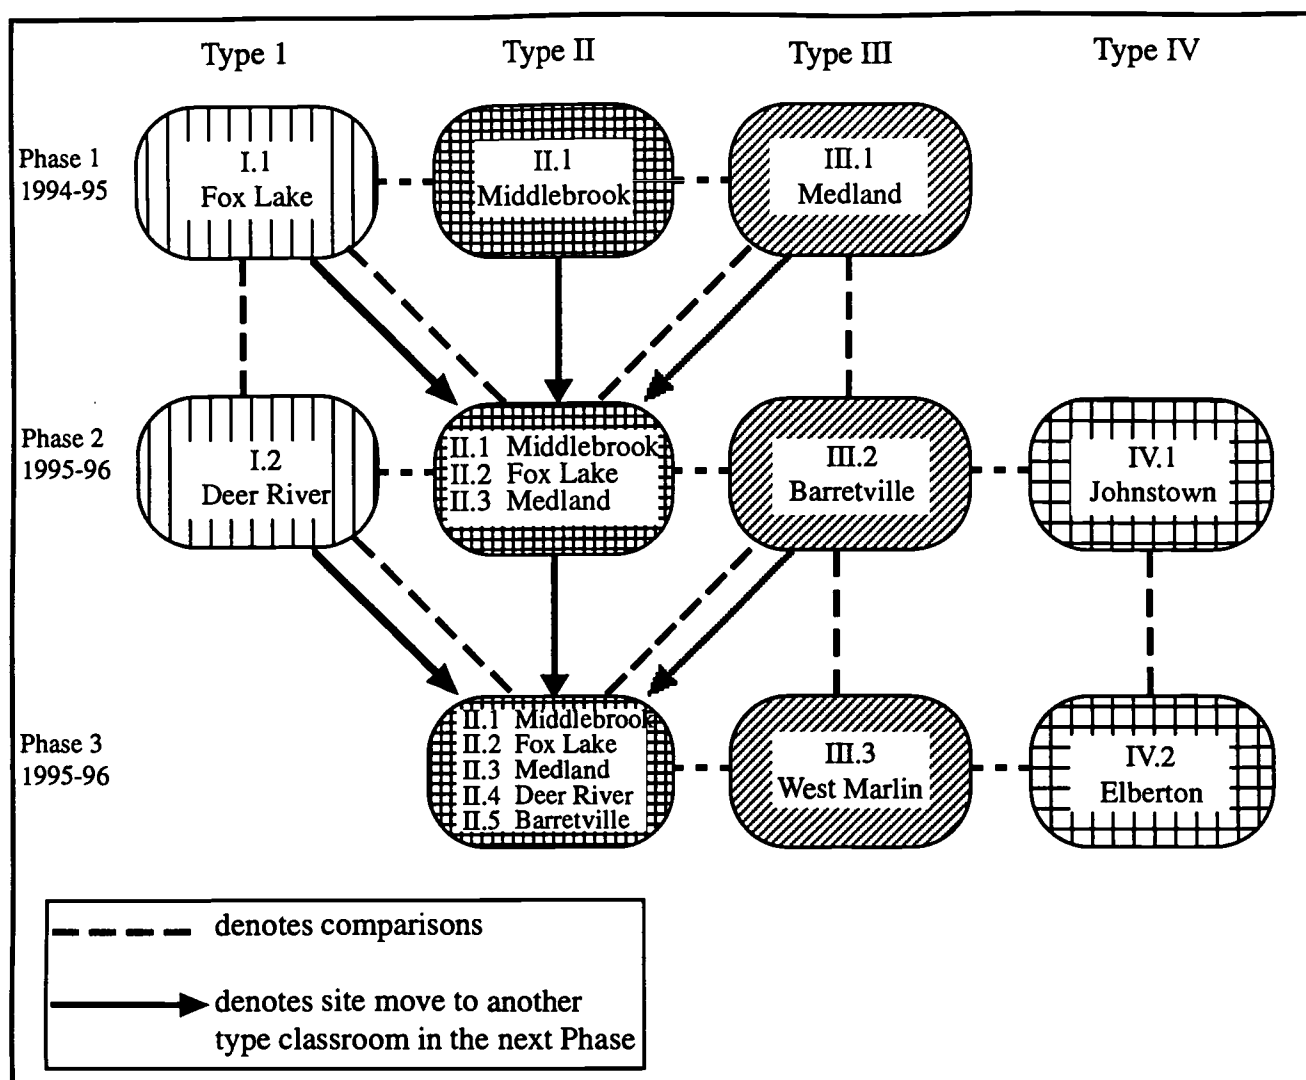 Type 1 Type II Type III Type IV
Phase 1
1994-95
I.1
Fox Lake
II.1
Middlebrook
III.1
Medland
Phase 2
1995-96
I.2
Deer River
II.1 Middlebrook
II.2 Fox Lake
II.3 Medland
III.2
Barretville
IV.1
Johnstown
Phase 3
1995-96
II.1 Middlebrook
II.2 Fox Lake
II.3 Medland
II.4 Deer River
II.5 Barretville
III.3
West Marlin
IV.2
Elberton
denotes comparisons
denotes site move to another
type classroom in the next Phase